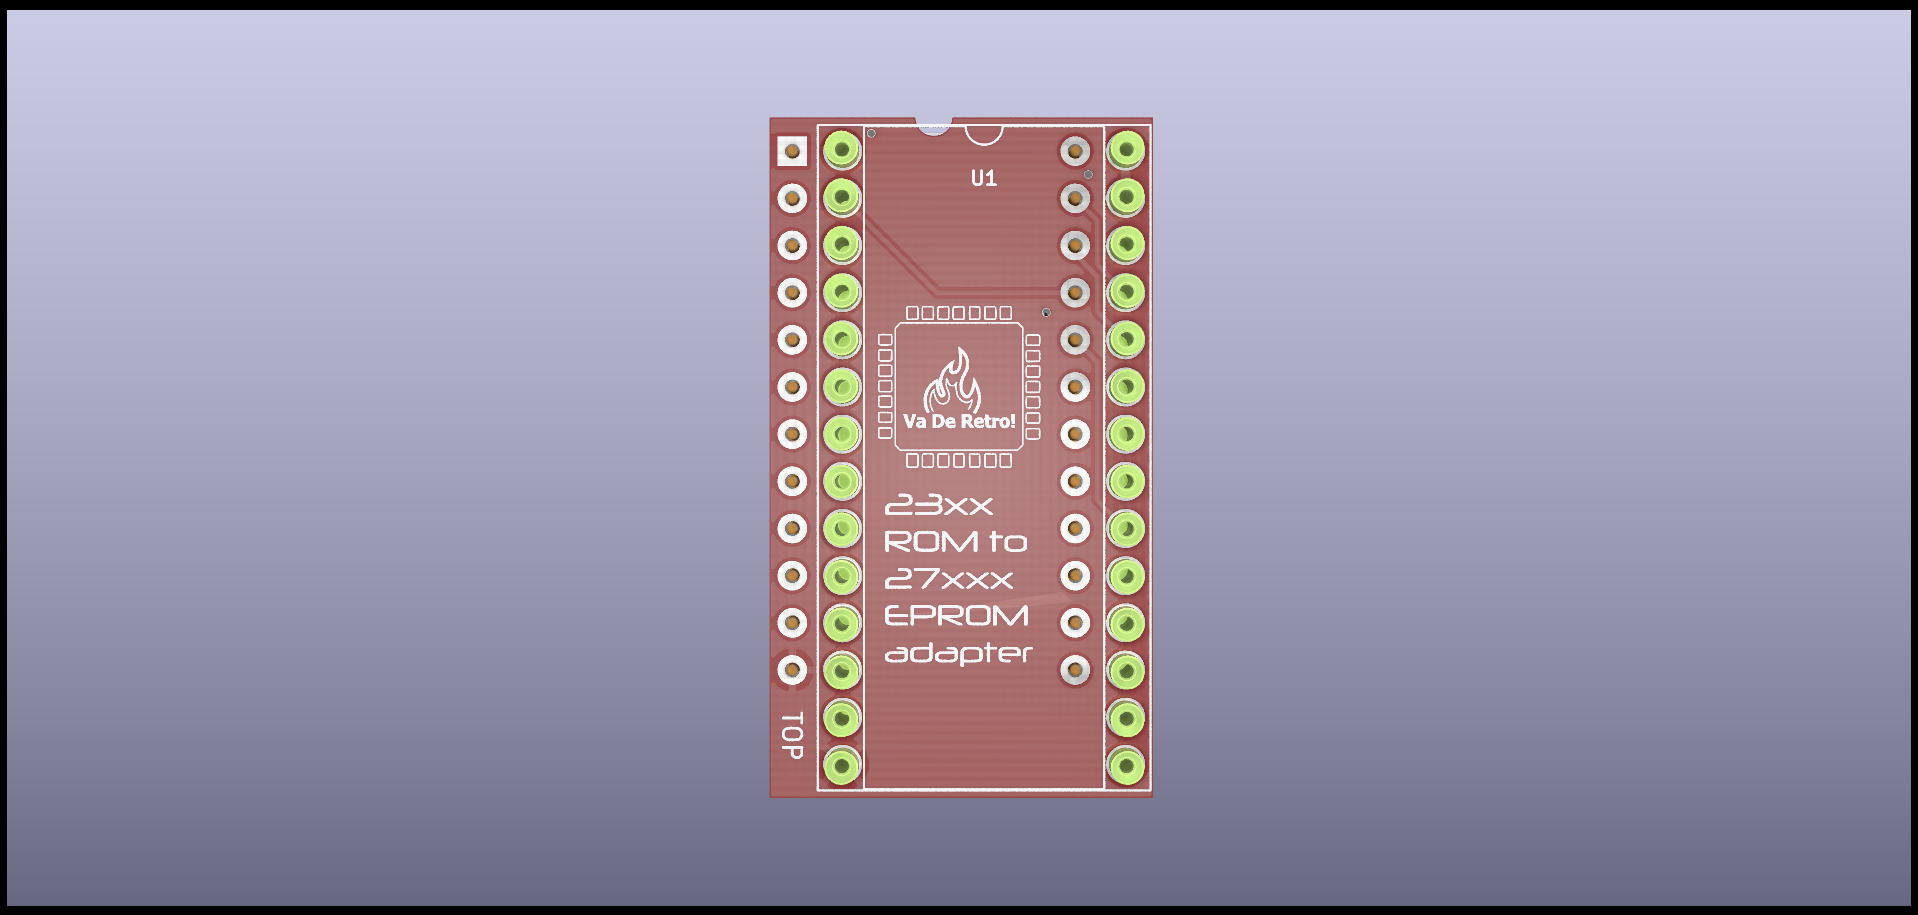 U1
Va De Retro!
23xx
ROM to
27xxx
EPROM
adapter
TOP